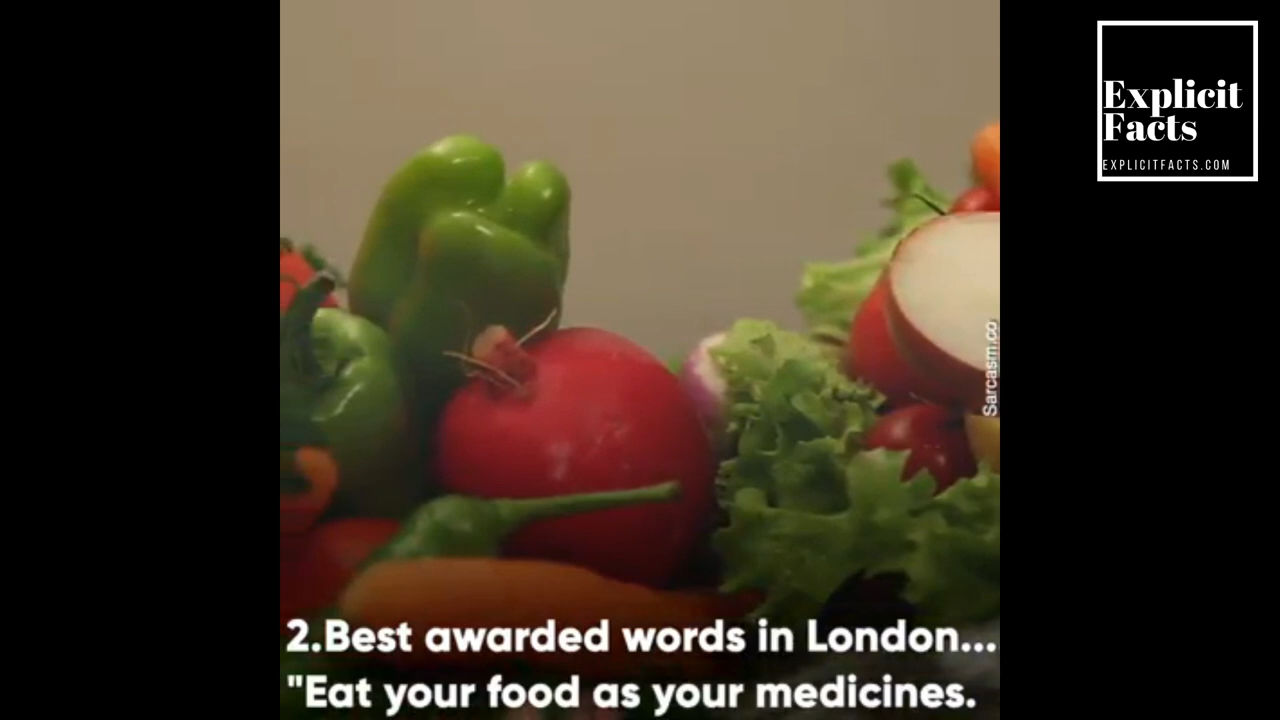 Explicit
Facts
EXPLICITFACTS.COM
Sarcasm.co
2.Best awarded words in London...
"Eat your food as your medicines.